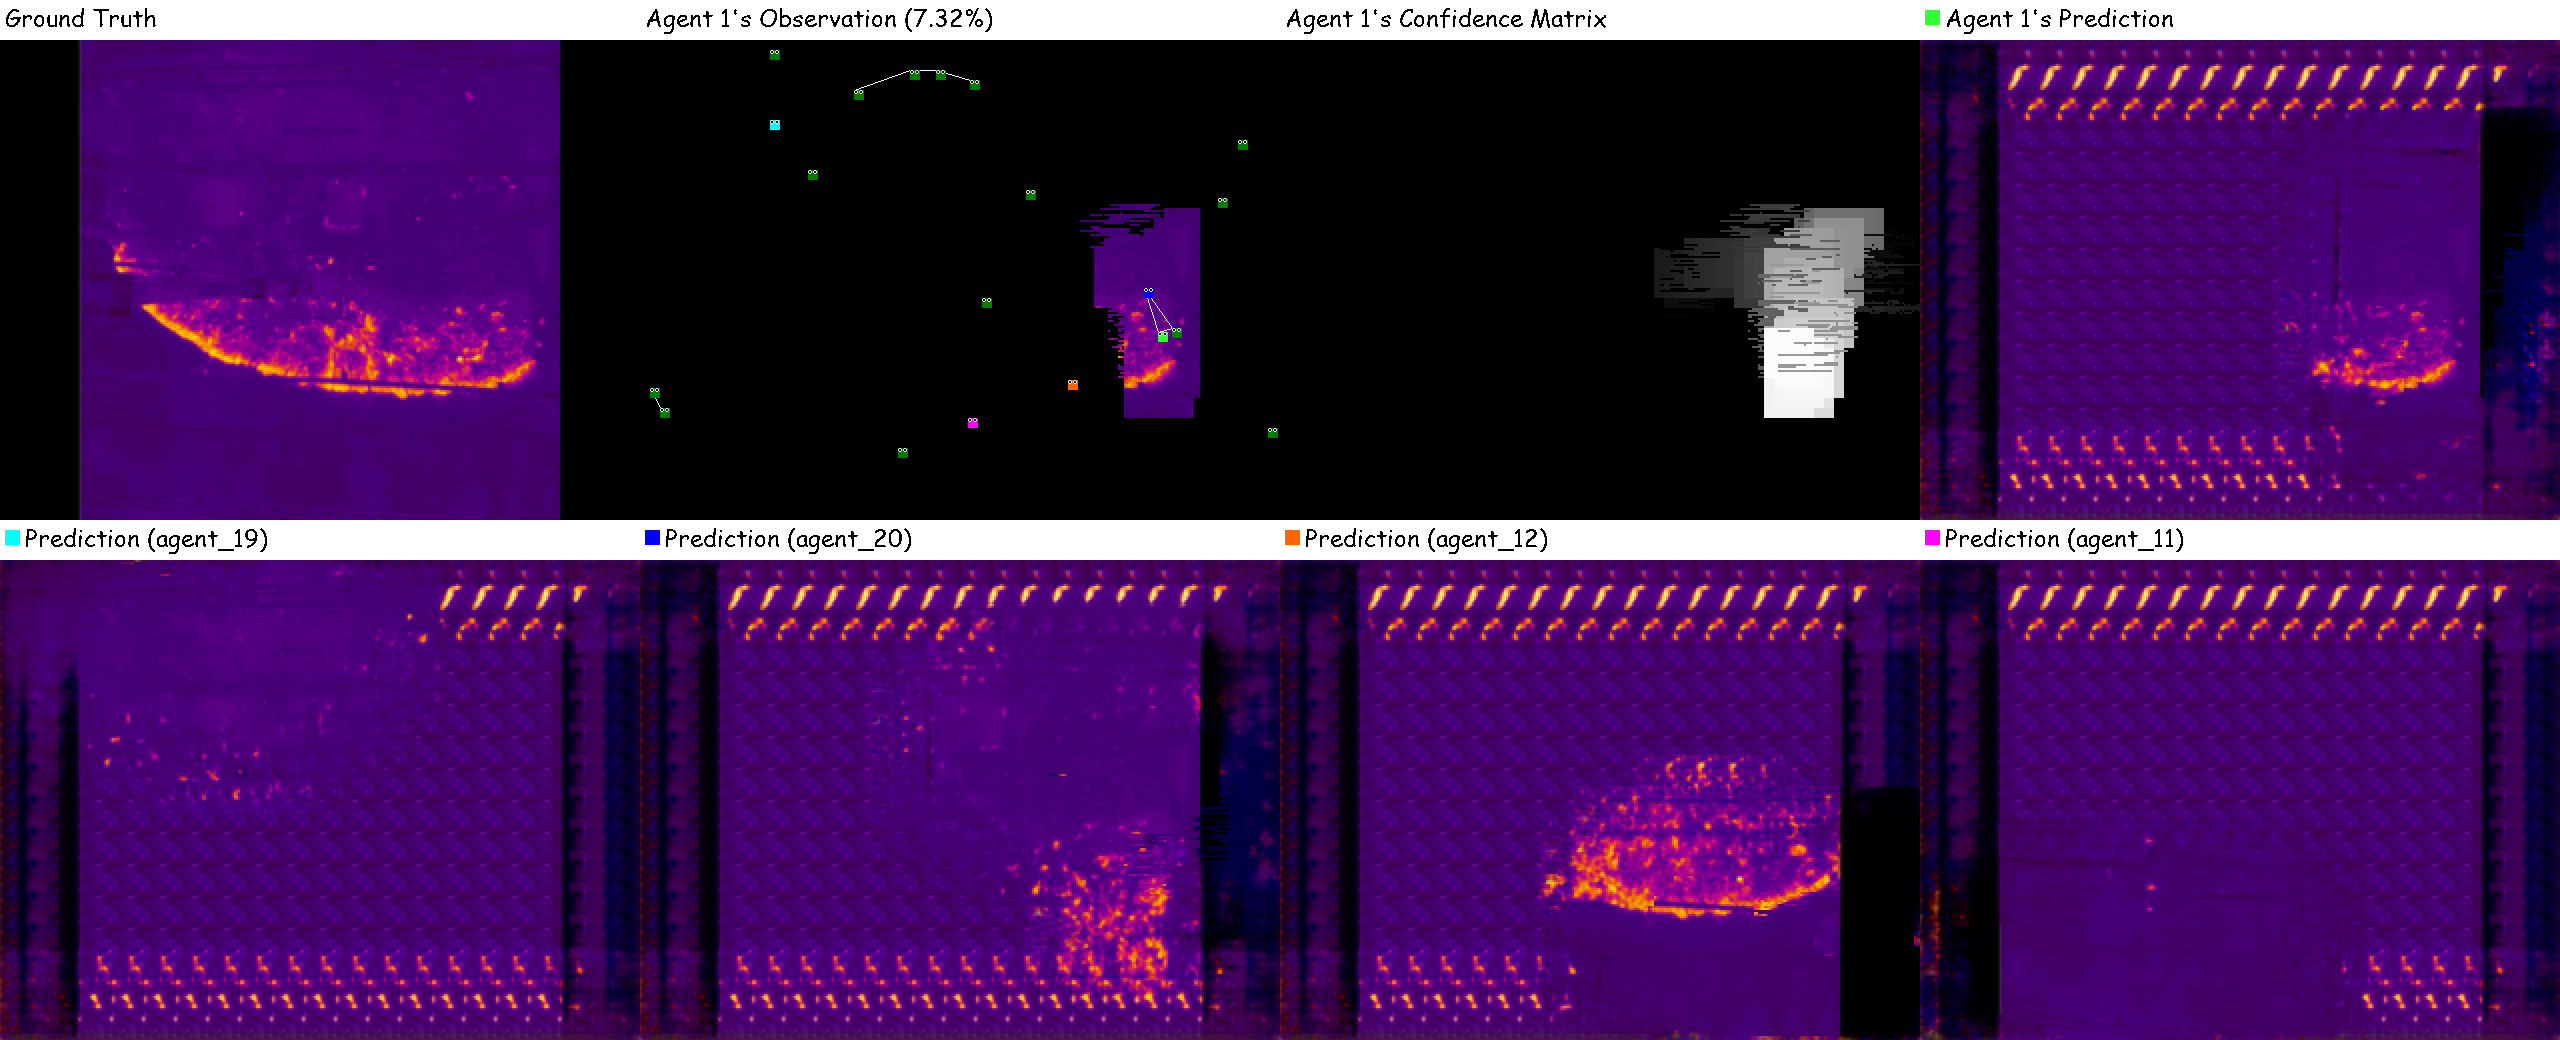 Ground Truth
Agent 1's Observation (7.32%)
Agent 1's Confidence Matrix
Agent 1's Prediction
Prediction (agent_19)
Prediction (agent_20)
Prediction (agent_12)
Prediction (agent_11)